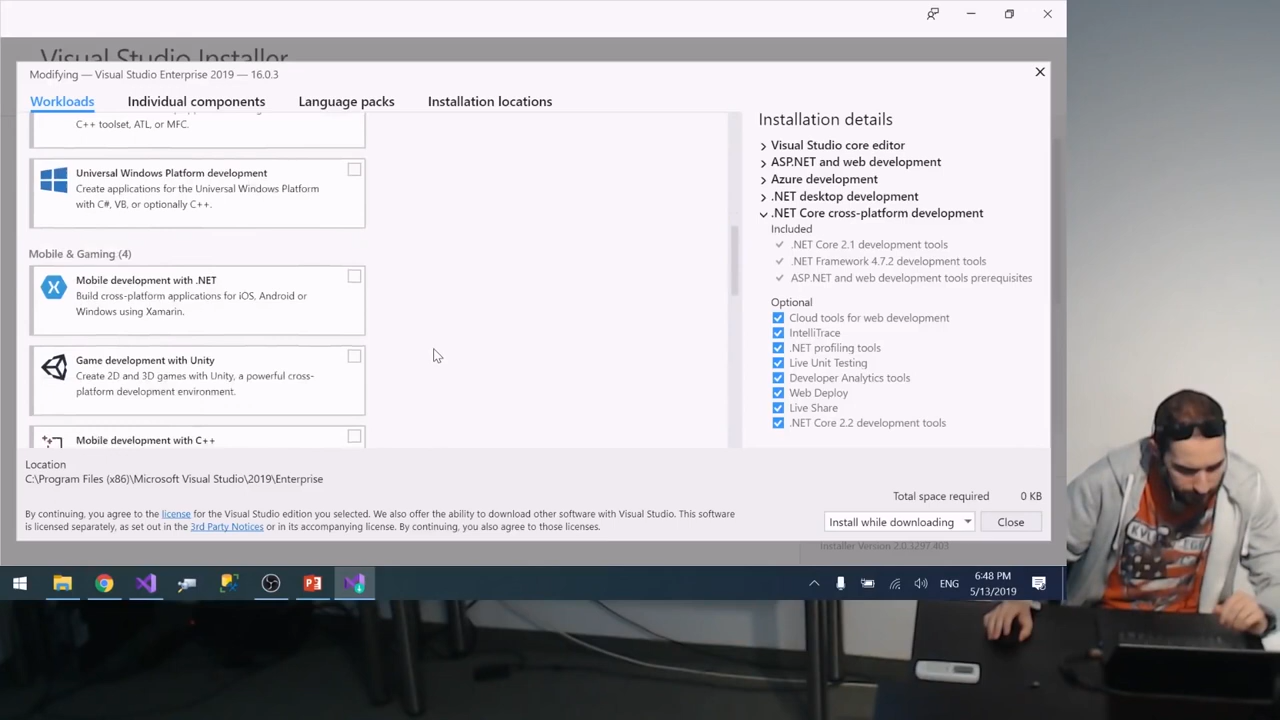 Visual Studio Installer
Modifying — Visual Studio Enterprise 2019 — 16.0.3
Workloads
Individual components
Language packs
Installation locations
C++ toolset, ATL, or MFC.
Universal Windows Platform development
Create applications for the Universal Windows Platform
with C#, VB, or optionally C++.
Mobile & Gaming (4)
Mobile development with .NET
Build cross-platform applications for iOS, Android or
Windows using Xamarin.
Game development with Unity
Create 2D and 3D games with Unity, a powerful cross-
platform development environment.
Mobile development with C++
Installation details
Visual Studio core editor
ASP.NET and web development
Azure development
.NET desktop development
.NET Core cross-platform development
Included
.NET Core 2.1 development tools
.NET Framework 4.7.2 development tools
ASP.NET and web development tools prerequisites
Optional
Cloud tools for web development
IntelliTrace
.NET profiling tools
Live Unit Testing
Developer Analytics tools
Web Deploy
Live Share
.NET Core 2.2 development tools
Location
C:\Program Files (x86)\Microsoft Visual Studio\2019\Enterprise
Total space required 0 KB
By continuing, you agree to the license for the Visual Studio edition you selected. We also offer the ability to download other software with Visual Studio. This software
is licensed separately, as set out in the 3rd Party Notices or in its accompanying license. By continuing, you also agree to those licenses.
Install while downloading
Close
Installer Version 2.0.3297.403
ENG
6:48 PM
5/13/2019